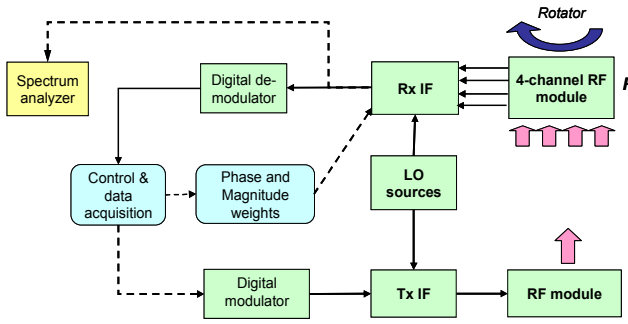 Rotator
Spectrum
analyzer
Digital de-
modulator
Rx IF
4-channel RF
module
Control &
data
acquisition
Phase and
Magnitude
weights
LO
sources
Digital
modulator
Tx IF
RF module